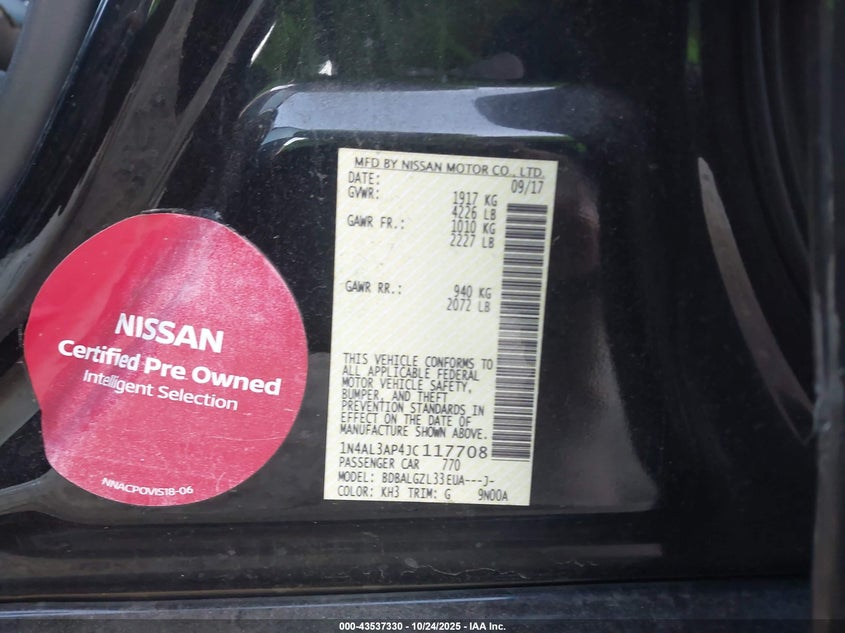 MFD BY NISSAN MOTOR CO., LTD.
DATE: 09/17
GVWR: 1917 KG
4226 LB
GAWR FR.: 1010 KG
2227 LB
GAWR RR.: 940 KG
2072 LB
THIS VEHICLE CONFORMS TO
ALL APPLICABLE FEDERAL
MOTOR VEHICLE SAFETY,
BUMPER, AND THEFT
PREVENTION STANDARDS IN
EFFECT ON THE DATE OF
MANUFACTURE SHOWN ABOVE.
1N4AL3AP4JC117708
PASSENGER CAR 770
MODEL: BDBALGZL33EUA---J-
COLOR: KH3 TRIM: G 9N00A
NISSAN
Certified Pre Owned
Intelligent Selection
NNACPOVIS18-06
000-43537330 - 10/24/2025 - IAA Inc.